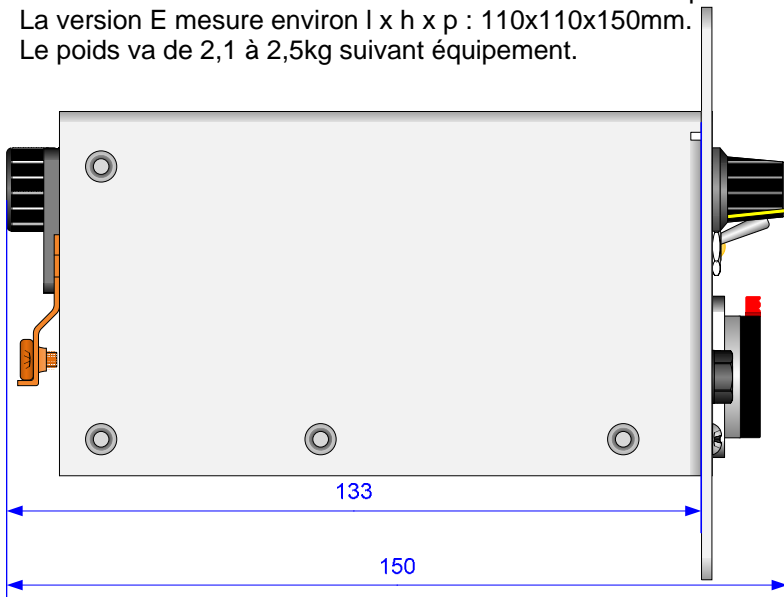 La version E mesure environ l x h x p : 110x110x150mm.
Le poids va de 2,1 à 2,5kg suivant équipement.
133
150